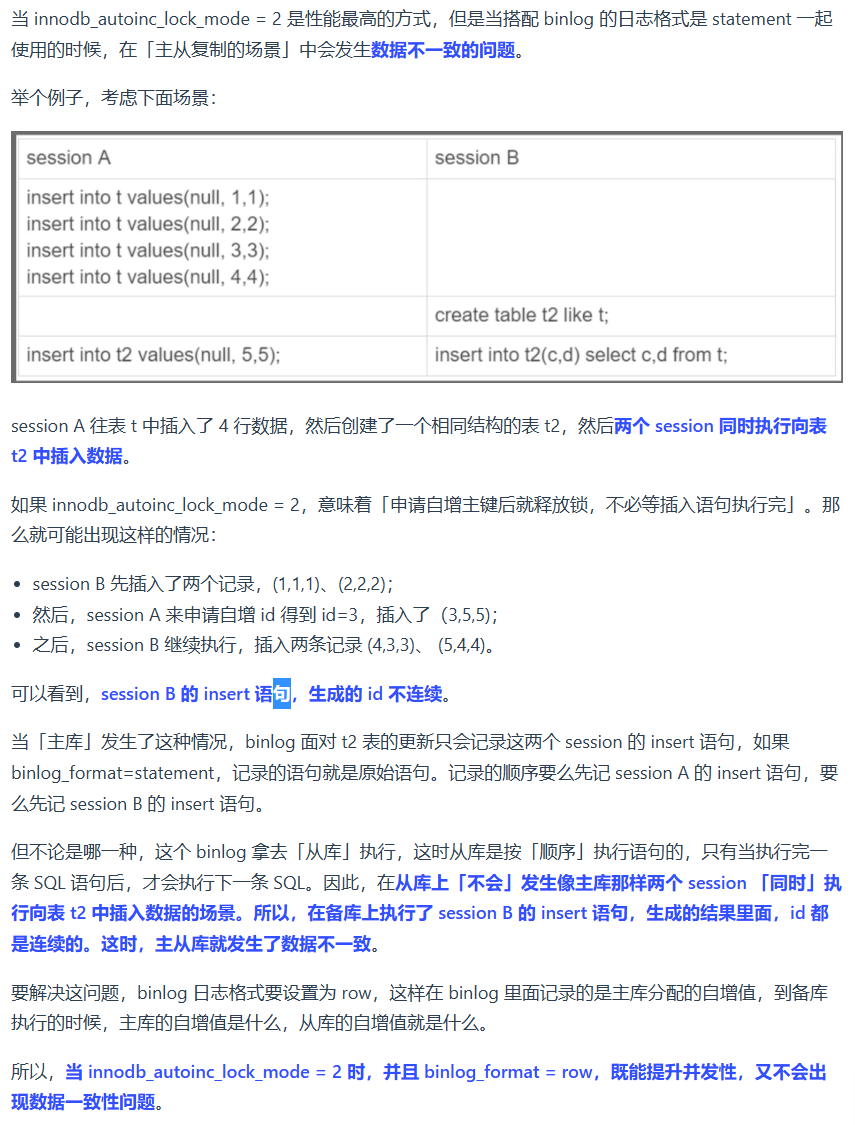 当 innodb_autoinc_lock_mode = 2 是性能最高的方式，但是当搭配 binlog 的日志格式是 statement 一起
使用的时候，在「主从复制的场景」中会发生数据不一致的问题。
举个例子，考虑下面场景：
session A
session B
insert into t values(null, 1,1);
insert into t values(null, 2,2);
insert into t values(null, 3,3);
insert into t values(null, 4,4);
create table t2 like t;
insert into t2 values(null, 5,5);
insert into t2(c,d) select c,d from t;
session A 往表 t 中插入了 4 行数据，然后创建了一个相同结构的表 t2，然后两个 session 同时执行向表
t2 中插入数据。
如果 innodb_autoinc_lock_mode = 2，意味着「申请自增主键后就释放锁，不必等插入语句执行完」。那
么就可能出现这样的情况：
• session B 先插入了两个记录，(1,1,1)、(2,2,2)；
• 然后，session A 来申请自增 id 得到 id=3，插入了（3,5,5)；
• 之后，session B 继续执行，插入两条记录 (4,3,3)、 (5,4,4)。
可以看到，session B 的 insert 语句，生成的 id 不连续。
当「主库」发生了这种情况，binlog 面对 t2 表的更新只会记录这两个 session 的 insert 语句，如果
binlog_format=statement，记录的语句就是原始语句。记录的顺序要么先记 session A 的 insert 语句，要
么先记 session B 的 insert 语句。
但不论是哪一种，这个 binlog 拿去「从库」执行，这时从库是按「顺序」执行语句的，只有当执行完一
条 SQL 语句后，才会执行下一条 SQL。因此，在从库上「不会」发生像主库那样两个 session 「同时」执
行向表 t2 中插入数据的场景。所以，在备库上执行了 session B 的 insert 语句，生成的结果里面，id 都
是连续的。这时，主从库就发生了数据不一致。
要解决这问题，binlog 日志格式要设置为 row，这样在 binlog 里面记录的是主库分配的自增值，到备库
执行的时候，主库的自增值是什么，从库的自增值就是什么。
所以，当 innodb_autoinc_lock_mode = 2 时，并且 binlog_format = row，既能提升并发性，又不会出
现数据一致性问题。